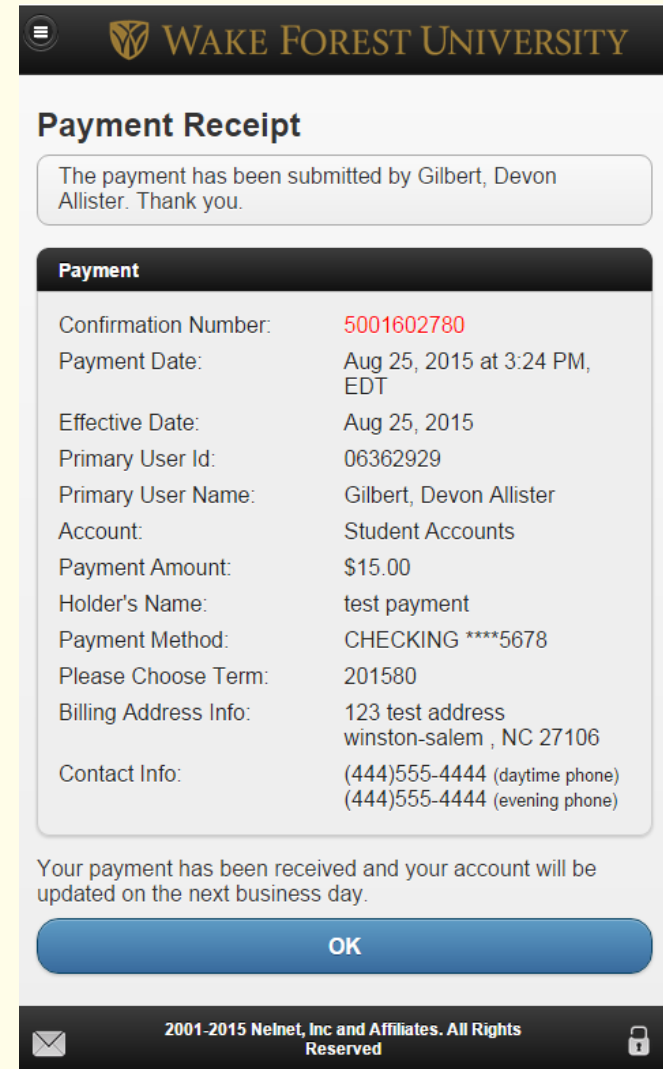 WAKE FOREST UNIVERSITY
Payment Receipt
The payment has been submitted by Gilbert, Devon
Allister. Thank you.
Payment
Confirmation Number: 5001602780
Payment Date: Aug 25, 2015 at 3:24 PM,
EDT
Effective Date: Aug 25, 2015
Primary User Id: 06362929
Primary User Name: Gilbert, Devon Allister
Account: Student Accounts
Payment Amount: $15.00
Holder's Name: test payment
Payment Method: CHECKING ****5678
Please Choose Term: 201580
Billing Address Info: 123 test address
winston-salem , NC 27106
Contact Info: (444)555-4444 (daytime phone)
(444)555-4444 (evening phone)
Your payment has been received and your account will be
updated on the next business day.
OK
2001-2015 Nelnet, Inc and Affiliates. All Rights
Reserved